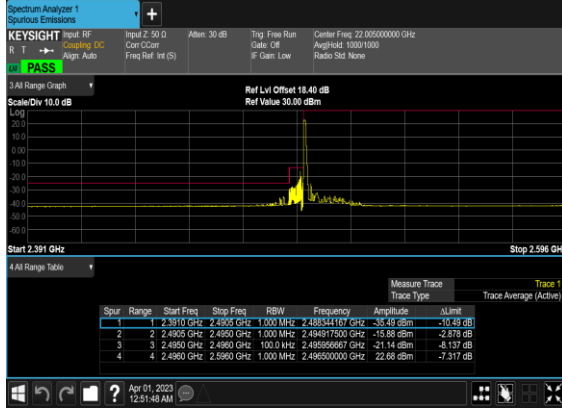 Spectrum Analyzer 1
Spurious Emissions
+
KEYSIGHT Input: RF Input Z: 50 Ω Atten: 30 dB Trig: Free Run Center Freq: 22.005000000 GHz
R T Coupling: DC Corr CCorr Gate: Off Avg|Hold: 1000/1000
Align: Auto Freq Ref: Int (S) IF Gain: Low Radio Std: None
LXI PASS
3 All Range Graph
Ref Lvl Offset 18.40 dB
Scale/Div 10.0 dB Ref Value 30.00 dBm
Log
20.0
10.0
0.00
-10.0
-20.0
-30.0
-40.0
-50.0
-60.0
Start 2.391 GHz Stop 2.596 GH
4 All Range Table
Measure Trace Trace 1
Trace Type Trace Average (Active)
Spur Range Start Freq Stop Freq RBW Frequency Amplitude ΔLimit
1 1 2.3910 GHz 2.4905 GHz 1.000 MHz 2.488344167 GHz -35.49 dBm -10.49 dB
2 2 2.4905 GHz 2.4950 GHz 1.000 MHz 2.494917500 GHz -15.88 dBm -2.878 dB
3 3 2.4950 GHz 2.4960 GHz 100.0 kHz 2.495956667 GHz -21.14 dBm -8.137 dB
4 4 2.4960 GHz 2.5960 GHz 1.000 MHz 2.496500000 GHz 22.68 dBm -7.317 dB
? Apr 01, 2023
12:51:48 AM